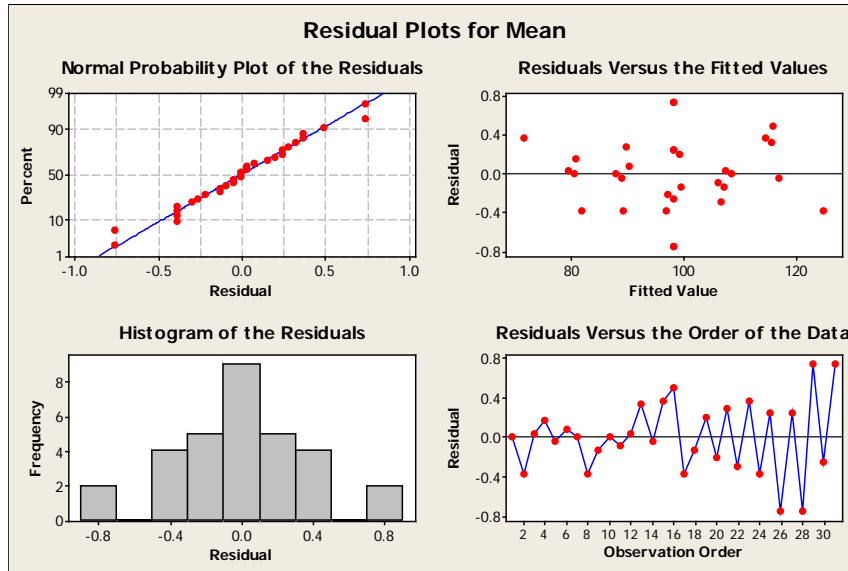 Residual Plots for Mean
Normal Probability Plot of the Residuals
99
90
50
10
1
Percent
-1.0 -0.5 0.0 0.5 1.0
Residual
Residuals Versus the Fitted Values
0.8
0.4
0.0
-0.4
-0.8
Residual
80 100 120
Fitted Value
Histogram of the Residuals
8
6
4
2
0
Frequency
-0.8 -0.4 0.0 0.4 0.8
Residual
Residuals Versus the Order of the Data
0.8
0.4
0.0
-0.4
-0.8
Residual
2 4 6 8 10 12 14 16 18 20 22 24 26 28 30
Observation Order